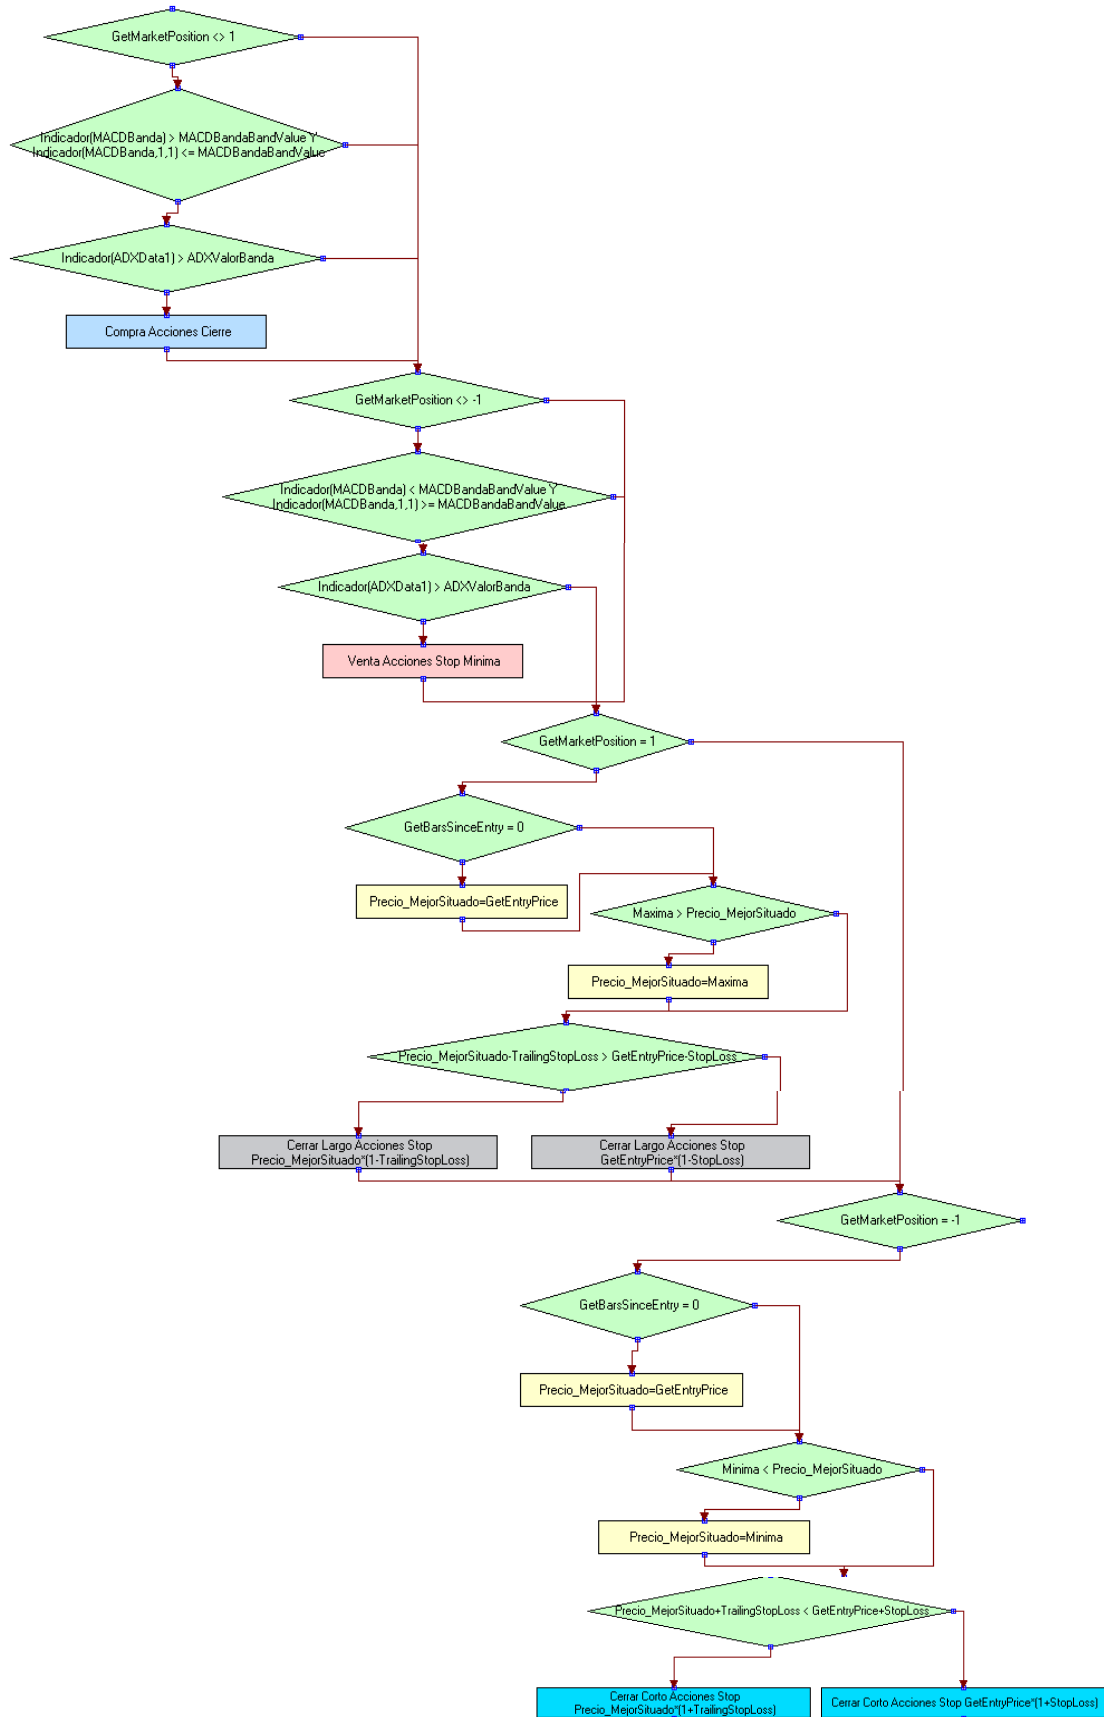 GetMarketPosition <> 1
Indicador(MACDBanda) > MACDBandaBandValue Y
Indicador(MACDBanda,1,1) <= MACDBandaBandValue
Indicador(ADXData1) > ADXValorBanda
Compra Acciones Cierre
GetMarketPosition <> -1
Indicador(MACDBanda) < MACDBandaBandValue Y
Indicador(MACDBanda,1,1) >= MACDBandaBandValue
Indicador(ADXData1) > ADXValorBanda
Venta Acciones Stop Minima
GetMarketPosition = 1
GetBarsSinceEntry = 0
Precio_MejorSituado=GetEntryPrice
Maxima > Precio_MejorSituado
Precio_MejorSituado=Maxima
Precio_MejorSituado-TrailingStopLoss > GetEntryPrice-StopLoss
Cerrar Largo Acciones Stop
Precio_MejorSituado*(1-TrailingStopLoss)
Cerrar Largo Acciones Stop
GetEntryPrice*(1-StopLoss)
GetMarketPosition = -1
GetBarsSinceEntry = 0
Precio_MejorSituado=GetEntryPrice
Minima < Precio_MejorSituado
Precio_MejorSituado=Minima
Precio_MejorSituado+TrailingStopLoss < GetEntryPrice+StopLoss
Cerrar Corto Acciones Stop
Precio_MejorSituado*(1+TrailingStopLoss)
Cerrar Corto Acciones Stop GetEntryPrice*(1+StopLoss)